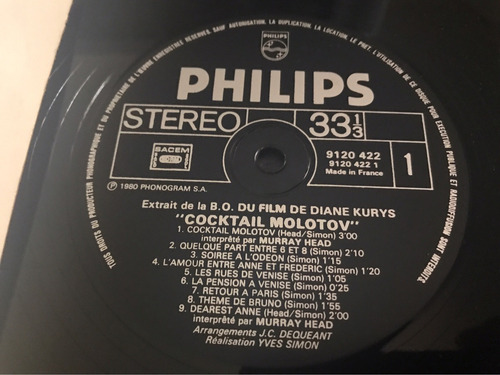 TOUS DROITS DU PRODUCTEUR PHONOGRAPHIQUE ET DU PROPRIETAIRE DE L'ŒUVRE ENREGISTREE RESERVES. SAUF AUTORISATION, LA DUPLICATION, LA LOCATION, LE PRET, L'UTILISATION DE CE DISQUE POUR EXECUTION PUBLIQUE ET RADIODIFFUSION SONT INTERDITS.
PHILIPS
PHILIPS
STEREO
33 1/3
SACEM
9120 422
9120 422 1
Made in France
1
℗ 1980 PHONOGRAM S.A.
Extrait de la B.O. DU FILM DE DIANE KURYS
"COCKTAIL MOLOTOV"
1. COCKTAIL MOLOTOV (Head/Simon) 3'00
interprété par MURRAY HEAD
2. QUELQUE PART ENTRE 6 et 8 (Simon) 2'10
3. SOIREE A L'ODEON (Simon) 1'15
4. L'AMOUR ENTRE ANNE ET FREDERIC (Simon) 1'20
5. LES RUES DE VENISE (Simon) 1'05
6. LA PENSION A VENISE (Simon) 0'25
7. RETOUR A PARIS (Simon) 1'35
8. THEME DE BRUNO (Simon) 1'55
9. DEAREST ANNE (Head/Simon) 2'00
interprété par MURRAY HEAD
Arrangements J.C. DEQUEANT
Réalisation YVES SIMON